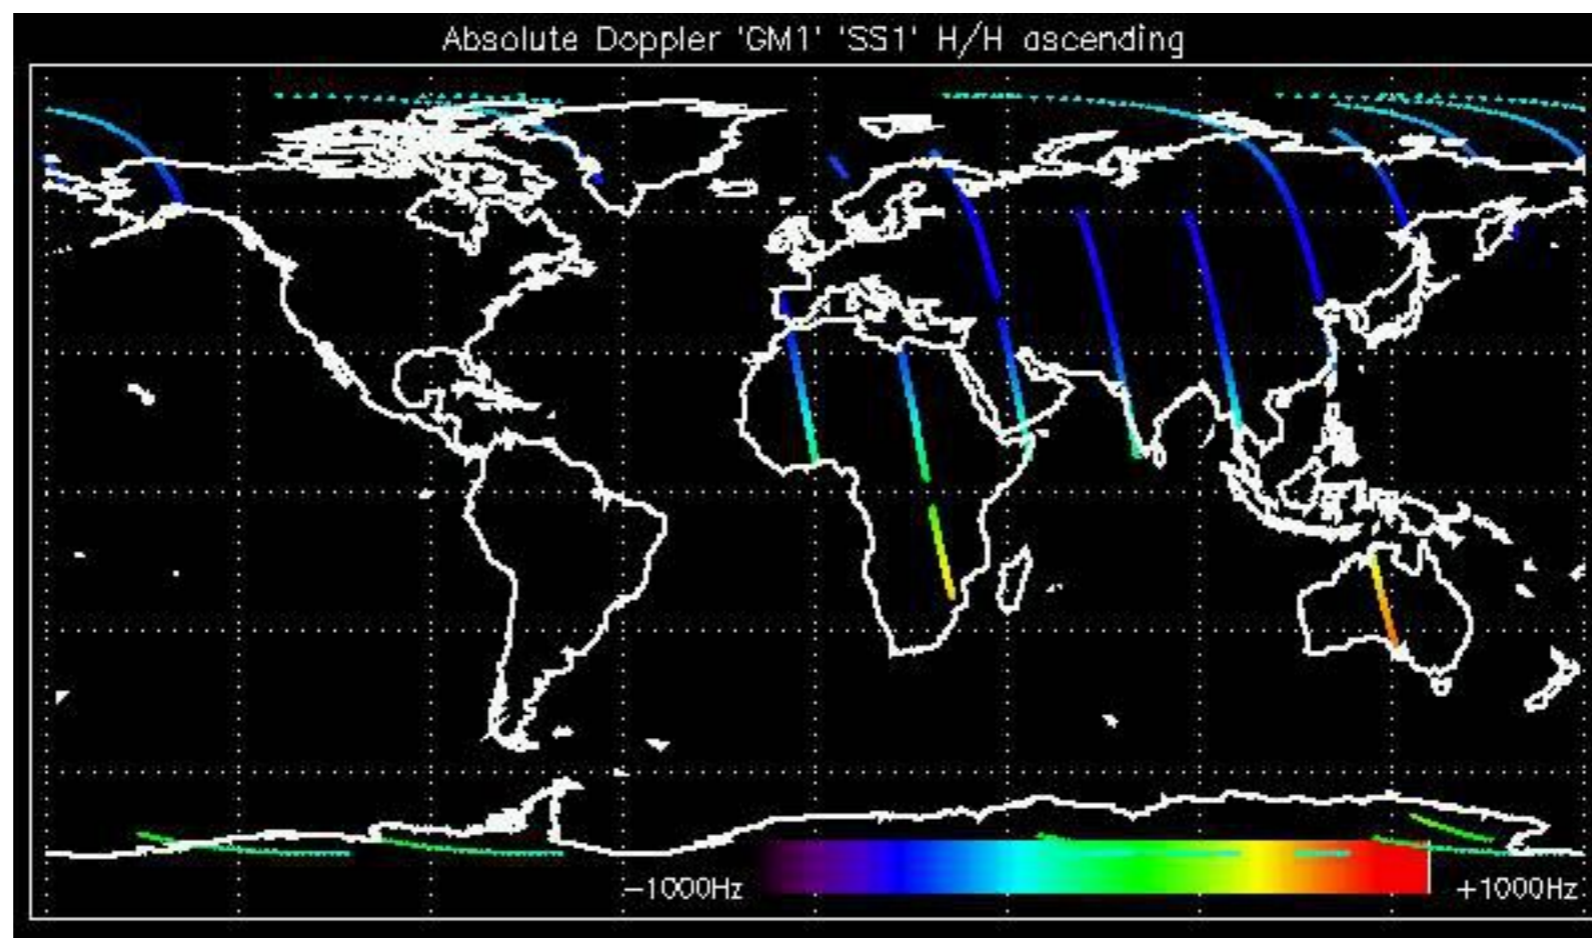 Absolute Doppler 'GM1' 'SS1' H/H ascending
-1000Hz
+1000Hz